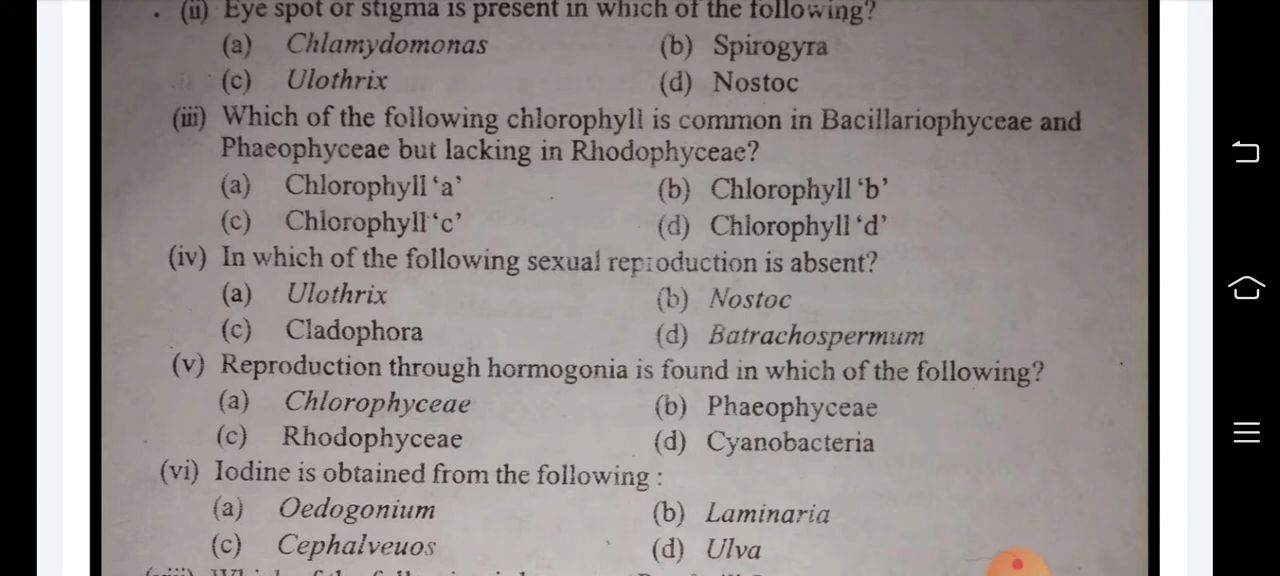 (ii) Eye spot or stigma is present in which of the following?
(a) Chlamydomonas (b) Spirogyra
(c) Ulothrix (d) Nostoc
(iii) Which of the following chlorophyll is common in Bacillariophyceae and
Phaeophyceae but lacking in Rhodophyceae?
(a) Chlorophyll ‘a’ (b) Chlorophyll ‘b’
(c) Chlorophyll ‘c’ (d) Chlorophyll ‘d’
(iv) In which of the following sexual reproduction is absent?
(a) Ulothrix (b) Nostoc
(c) Cladophora (d) Batrachospermum
(v) Reproduction through hormogonia is found in which of the following?
(a) Chlorophyceae (b) Phaeophyceae
(c) Rhodophyceae (d) Cyanobacteria
(vi) Iodine is obtained from the following :
(a) Oedogonium (b) Laminaria
(c) Cephalveuos (d) Ulva